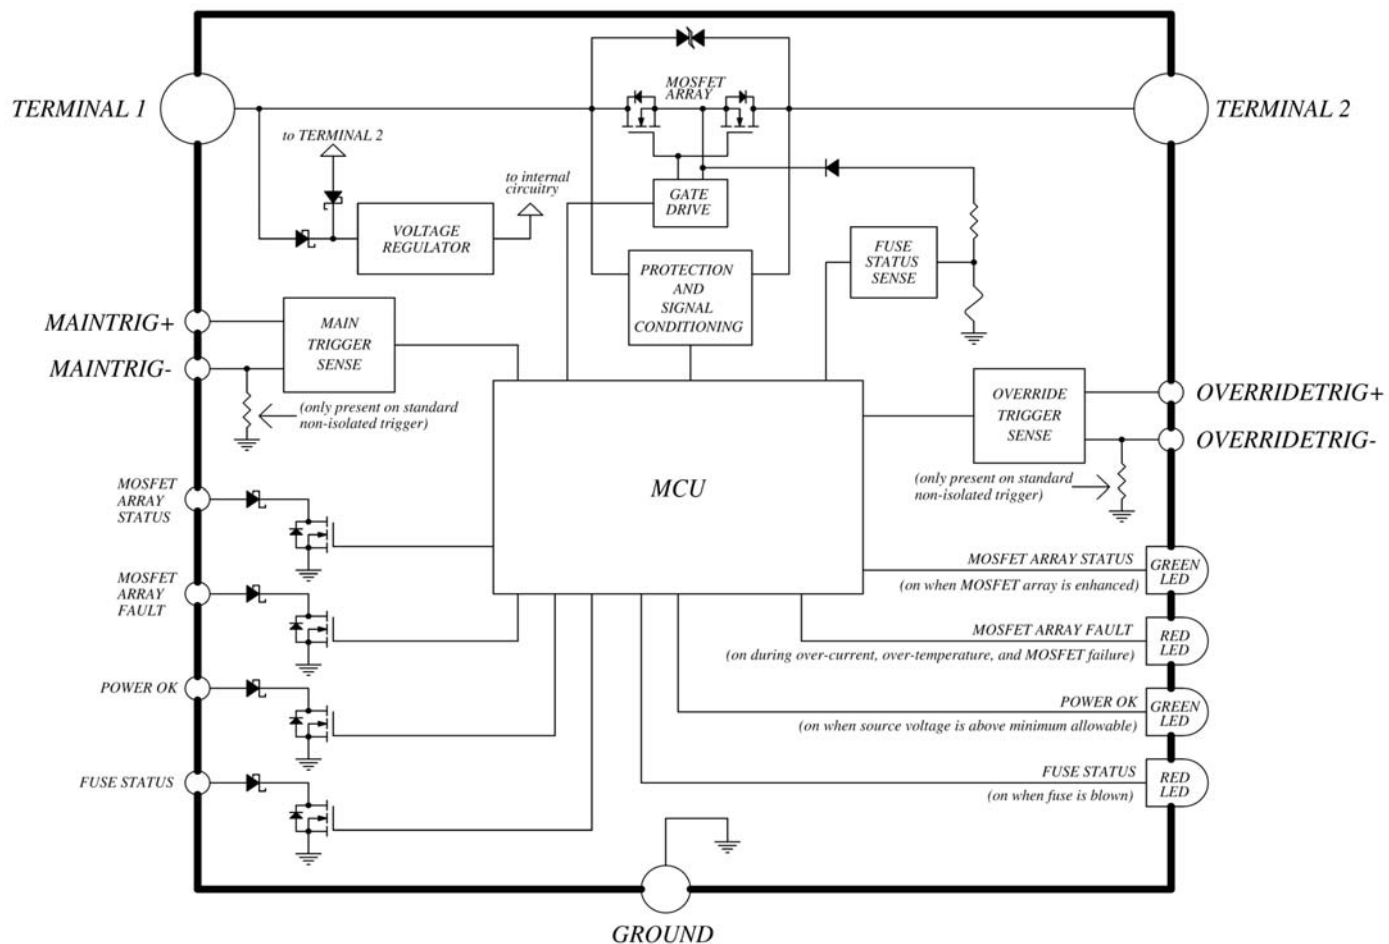 MOSFET
ARRAY
TERMINAL 1
TERMINAL 2
to TERMINAL 2
to internal
circuitry
GATE
DRIVE
VOLTAGE
REGULATOR
FUSE
STATUS
SENSE
PROTECTION
AND
SIGNAL
CONDITIONING
MAINTRIG+
MAINTRIG-
MAIN
TRIGGER
SENSE
(only present on standard
non-isolated trigger)
OVERRIDE
TRIGGER
SENSE
OVERRIDETRIG+
OVERRIDETRIG-
(only present on standard
non-isolated trigger)
MCU
MOSFET
ARRAY
STATUS
MOSFET
ARRAY
FAULT
POWER OK
FUSE STATUS
MOSFET ARRAY STATUS
(on when MOSFET array is enhanced)
GREEN
LED
MOSFET ARRAY FAULT
(on during over-current, over-temperature, and MOSFET failure)
RED
LED
POWER OK
(on when source voltage is above minimum allowable)
GREEN
LED
FUSE STATUS
(on when fuse is blown)
RED
LED
GROUND